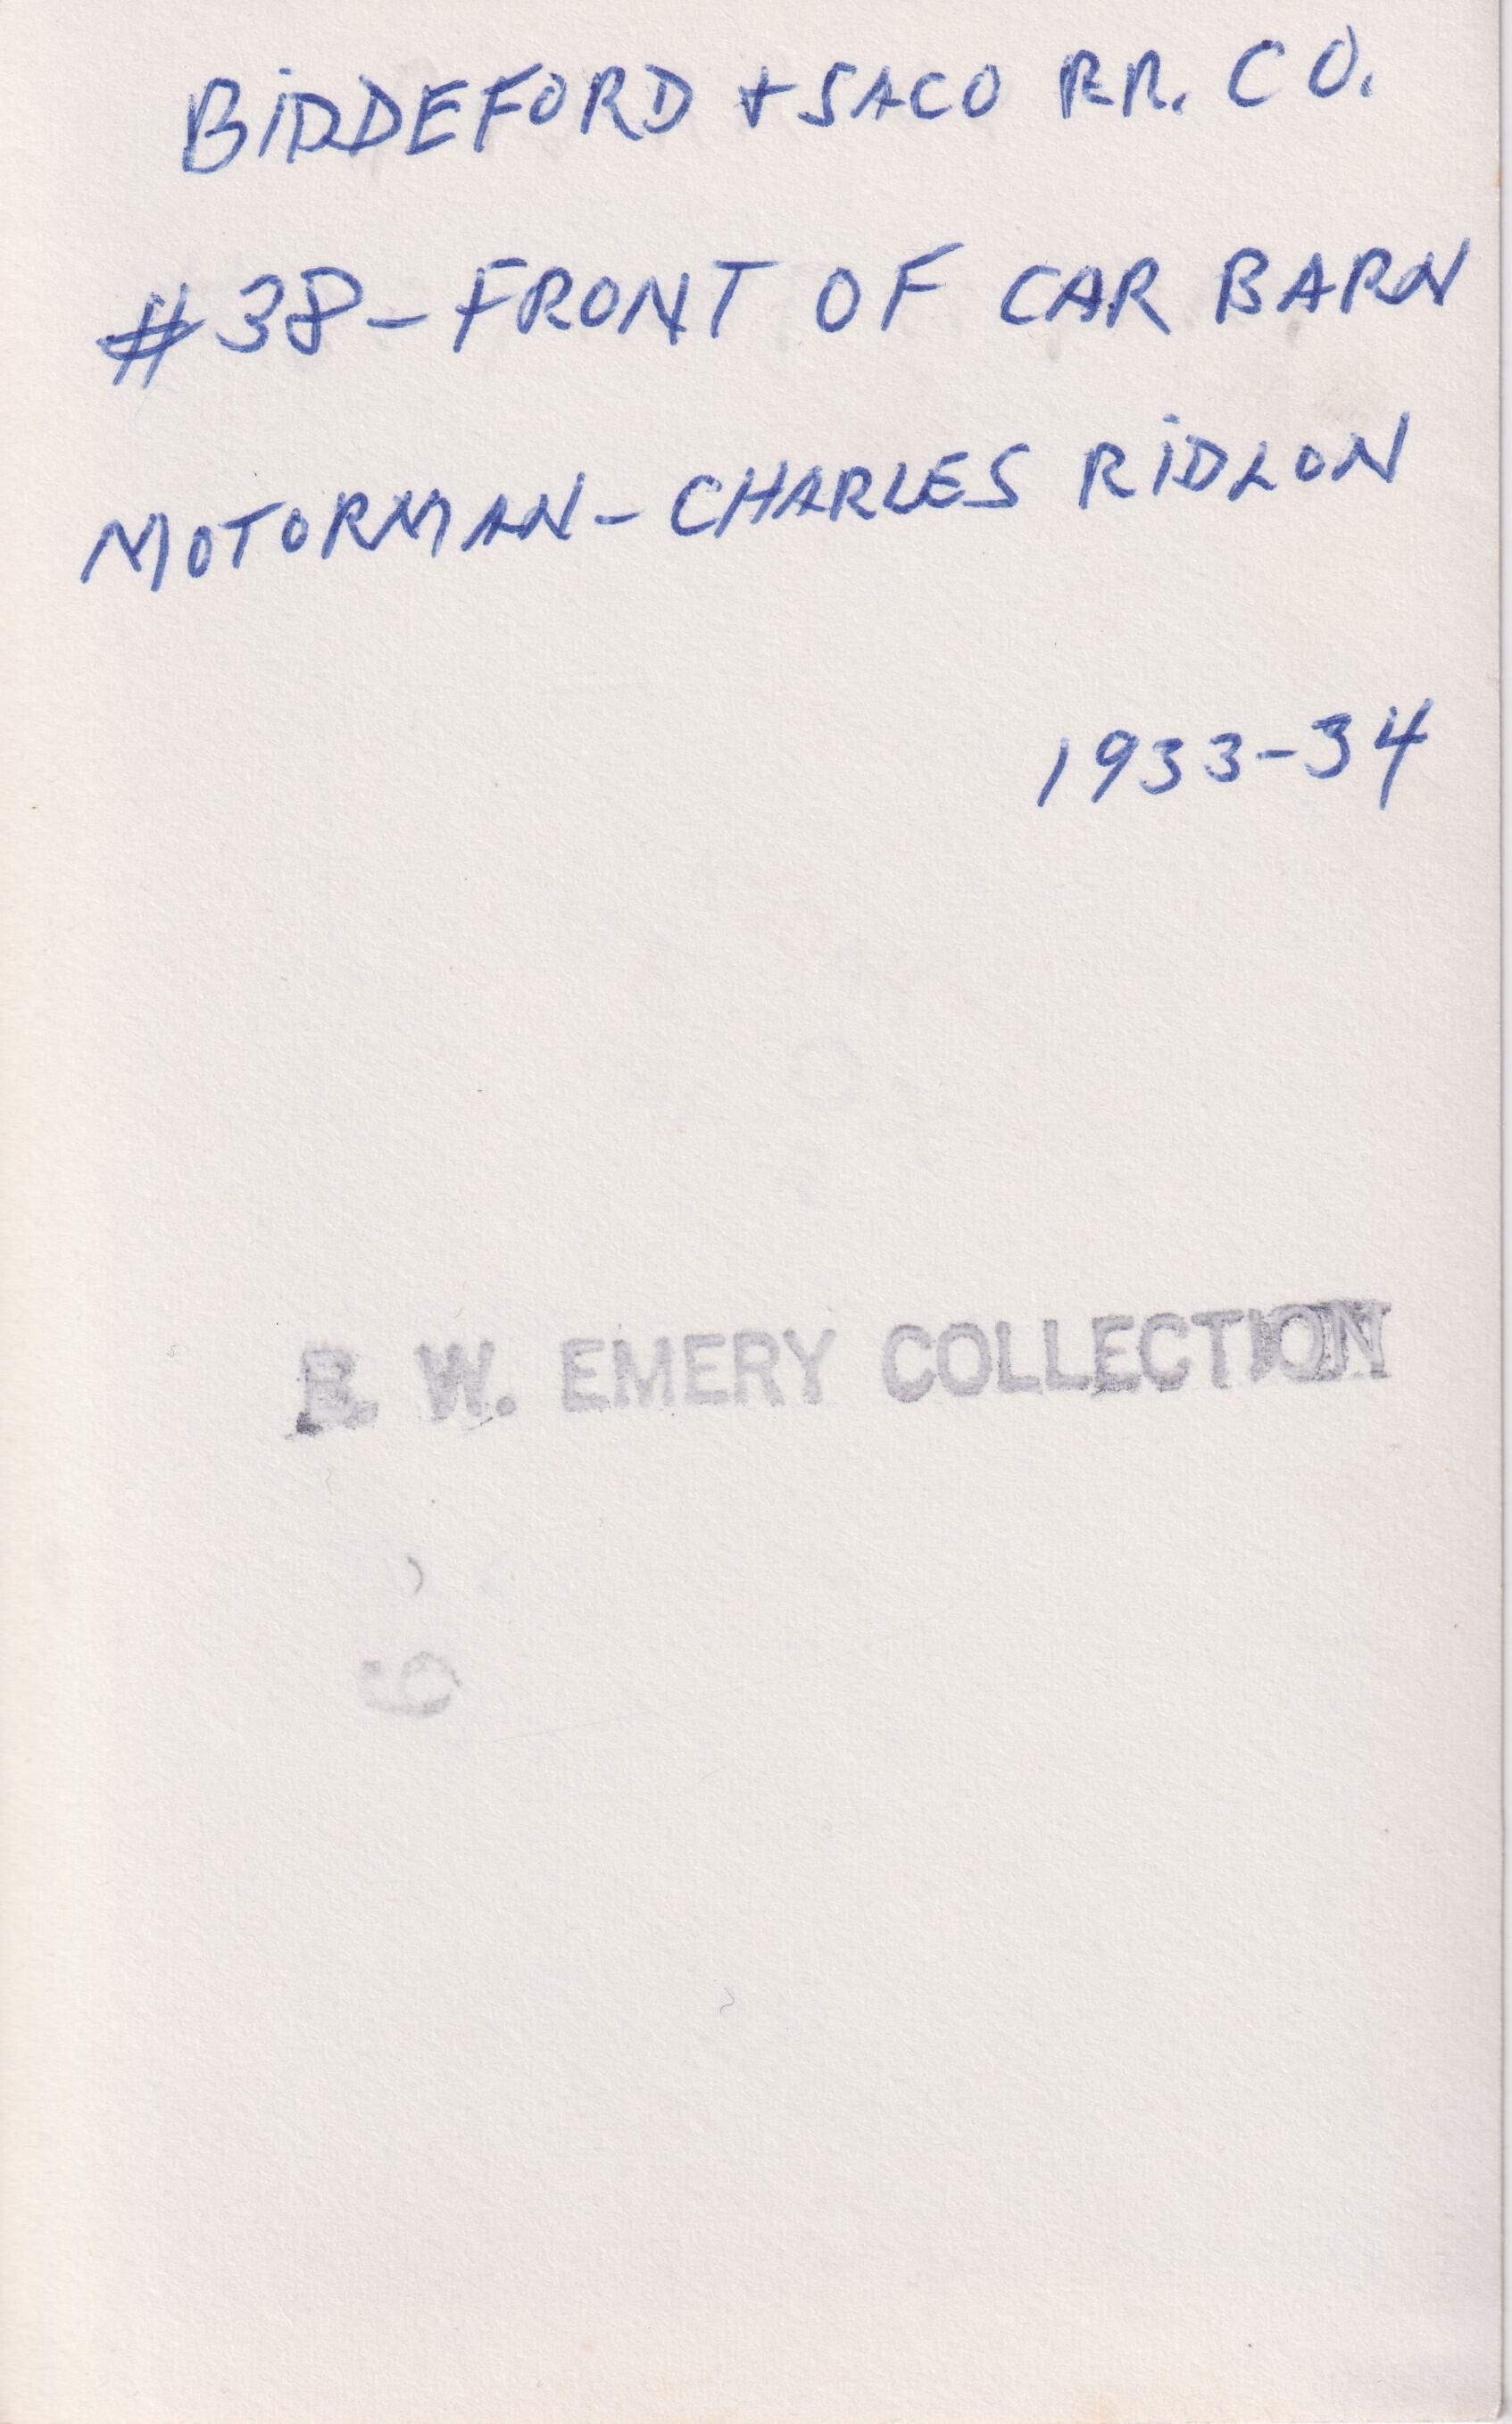 BIDDEFORD + SACO RR. CO.
#38 - FRONT OF CAR BARN
MOTORMAN - CHARLES RIDLON
1933-34
W. EMERY COLLECTION